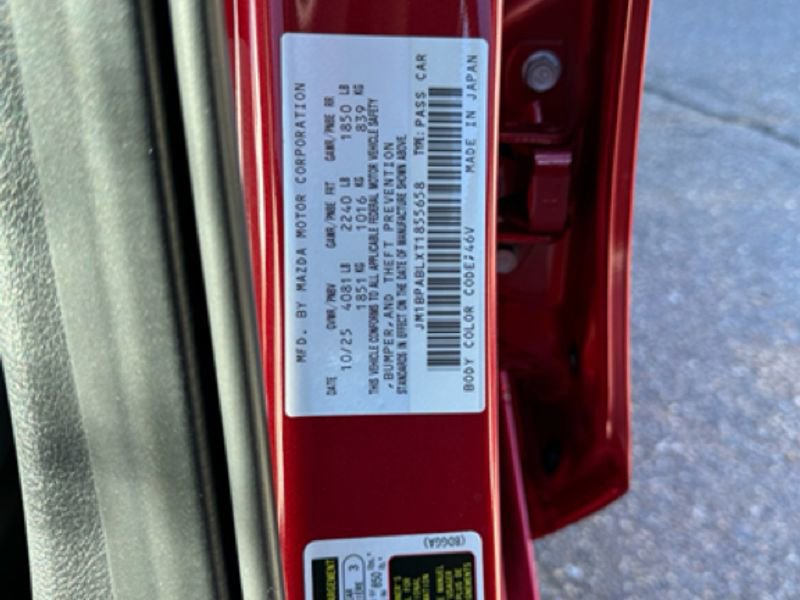 MFD. BY MAZDA MOTOR CORPORATION
DATE GVWR/PNBV GAWR/PNBE FRT GAWR/PNBE RR
10/25 4081 LB 2240 LB 1850 LB
1851 KG 1016 KG 839 KG
THIS VEHICLE CONFORMS TO ALL APPLICABLE FEDERAL MOTOR VEHICLE SAFETY
,BUMPER,AND THEFT PREVENTION
STANDARDS IN EFFECT ON THE DATE OF MANUFACTURE SHOWN ABOVE.
JM1BPABLXT1855658 TYPE: PASS CAR
BODY COLOR CODE:46V MADE IN JAPAN
(BDGGA)
3
850